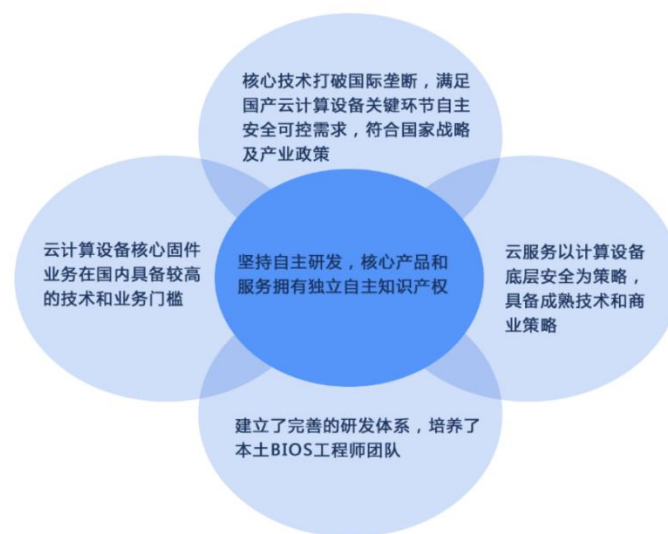 核心技术打破国际垄断，满足
国产云计算设备关键环节自主
安全可控需求，符合国家战略
及产业政策
云计算设备核心固件
业务在国内具备较高
的技术和业务门槛
坚持自主研发，核心产品和
服务拥有独立自主知识产权
云服务以计算设备
底层安全为策略，
具备成熟技术和商
业策略
建立了完善的研发体系，培养了
本土BIOS工程师团队